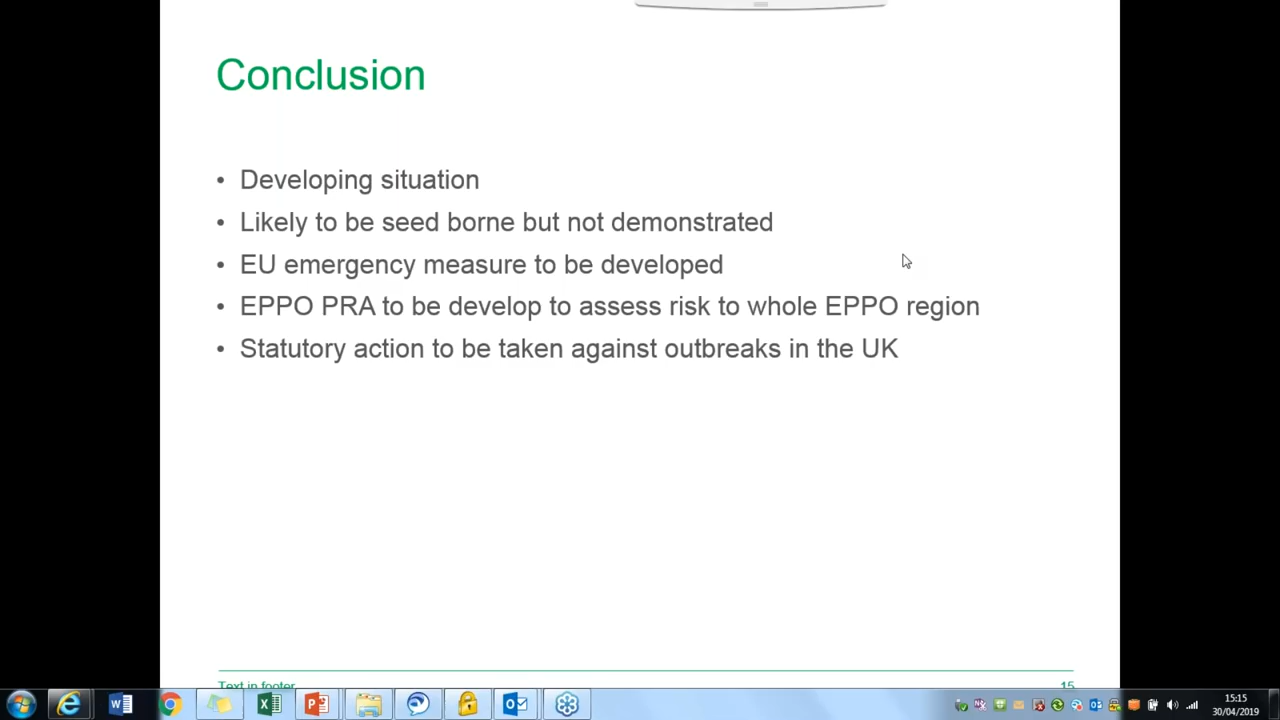 Conclusion
• Developing situation
• Likely to be seed borne but not demonstrated
• EU emergency measure to be developed
• EPPO PRA to be develop to assess risk to whole EPPO region
• Statutory action to be taken against outbreaks in the UK
Text in footer
15
15:15
30/04/2019